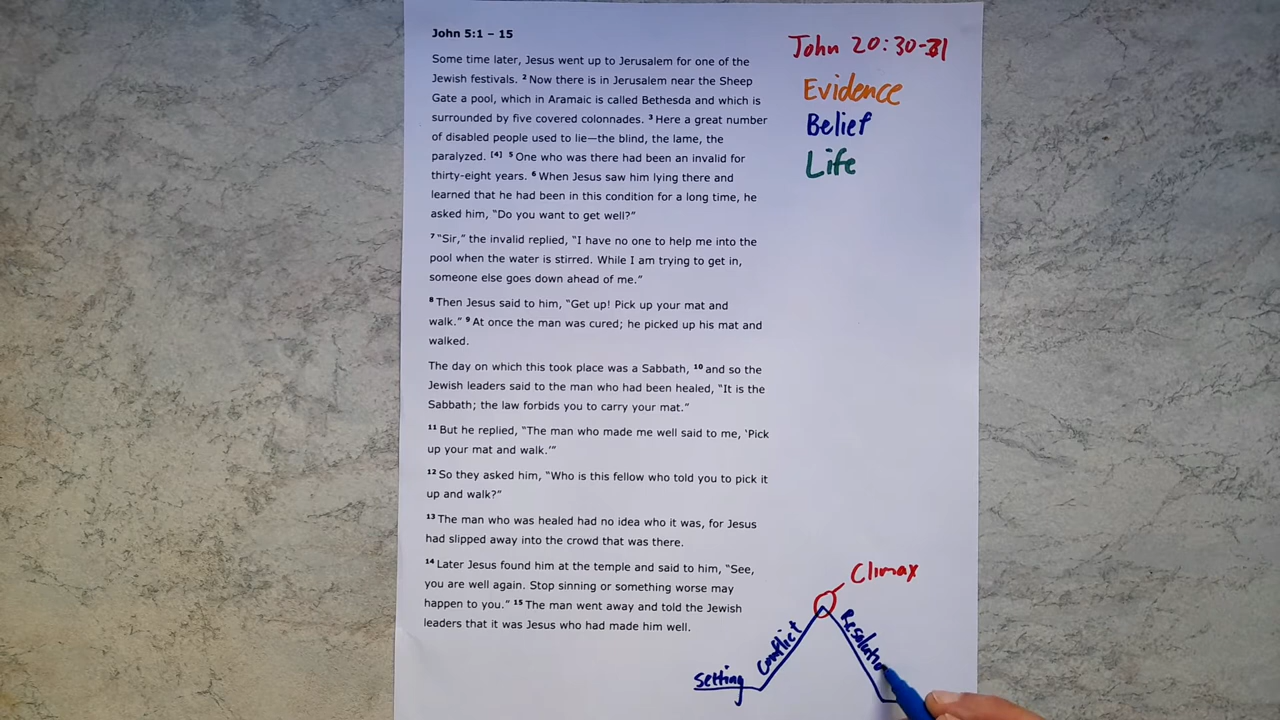 John 5:1 – 15
Some time later, Jesus went up to Jerusalem for one of the
Jewish festivals. 2 Now there is in Jerusalem near the Sheep
Gate a pool, which in Aramaic is called Bethesda and which is
surrounded by five covered colonnades. 3 Here a great number
of disabled people used to lie—the blind, the lame, the
paralyzed. [4] 5 One who was there had been an invalid for
thirty-eight years. 6 When Jesus saw him lying there and
learned that he had been in this condition for a long time, he
asked him, “Do you want to get well?”
7 “Sir,” the invalid replied, “I have no one to help me into the
pool when the water is stirred. While I am trying to get in,
someone else goes down ahead of me.”
8 Then Jesus said to him, “Get up! Pick up your mat and
walk.” 9 At once the man was cured; he picked up his mat and
walked.
The day on which this took place was a Sabbath, 10 and so the
Jewish leaders said to the man who had been healed, “It is the
Sabbath; the law forbids you to carry your mat.”
11 But he replied, “The man who made me well said to me, ‘Pick
up your mat and walk.’”
12 So they asked him, “Who is this fellow who told you to pick it
up and walk?”
13 The man who was healed had no idea who it was, for Jesus
had slipped away into the crowd that was there.
14 Later Jesus found him at the temple and said to him, “See,
you are well again. Stop sinning or something worse may
happen to you.” 15 The man went away and told the Jewish
leaders that it was Jesus who had made him well.
John 20:30-31
Evidence
Belief
Life
Climax
Setting
Conflict
Resolutio